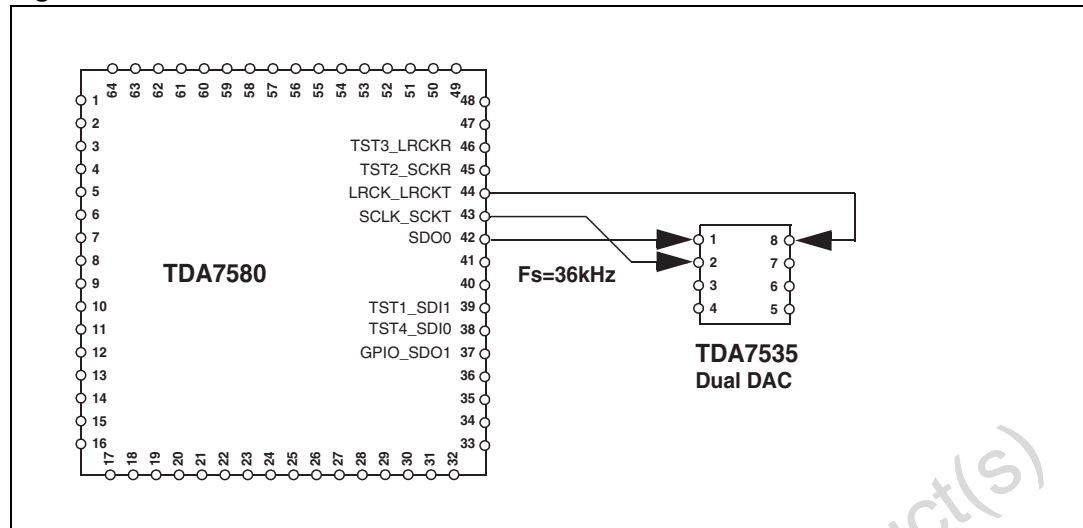 64 63 62 61 60 59 58 57 56 55 54 53 52 51 50 49
1
2
3
4
5
6
7
8
9
10
11
12
13
14
15
16
TDA7580
17 18 19 20 21 22 23 24 25 26 27 28 29 30 31 32
48
47
TST3_LRCKR 46
TST2_SCKR 45
LRCK_LRCKT 44
SCLK_SCKT 43
SDO0 42
41
40
TST1_SDI1 39
TST4_SDI0 38
GPIO_SDO1 37
36
35
34
33
Fs=36kHz
1 8
2 7
3 6
4 5
TDA7535
Dual DAC